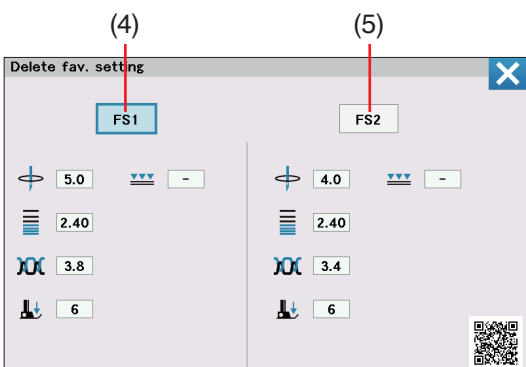 (4) (5)
Delete fav. setting
FS1 FS2
5.0 - 4.0 -
2.40 2.40
3.8 3.4
6 6